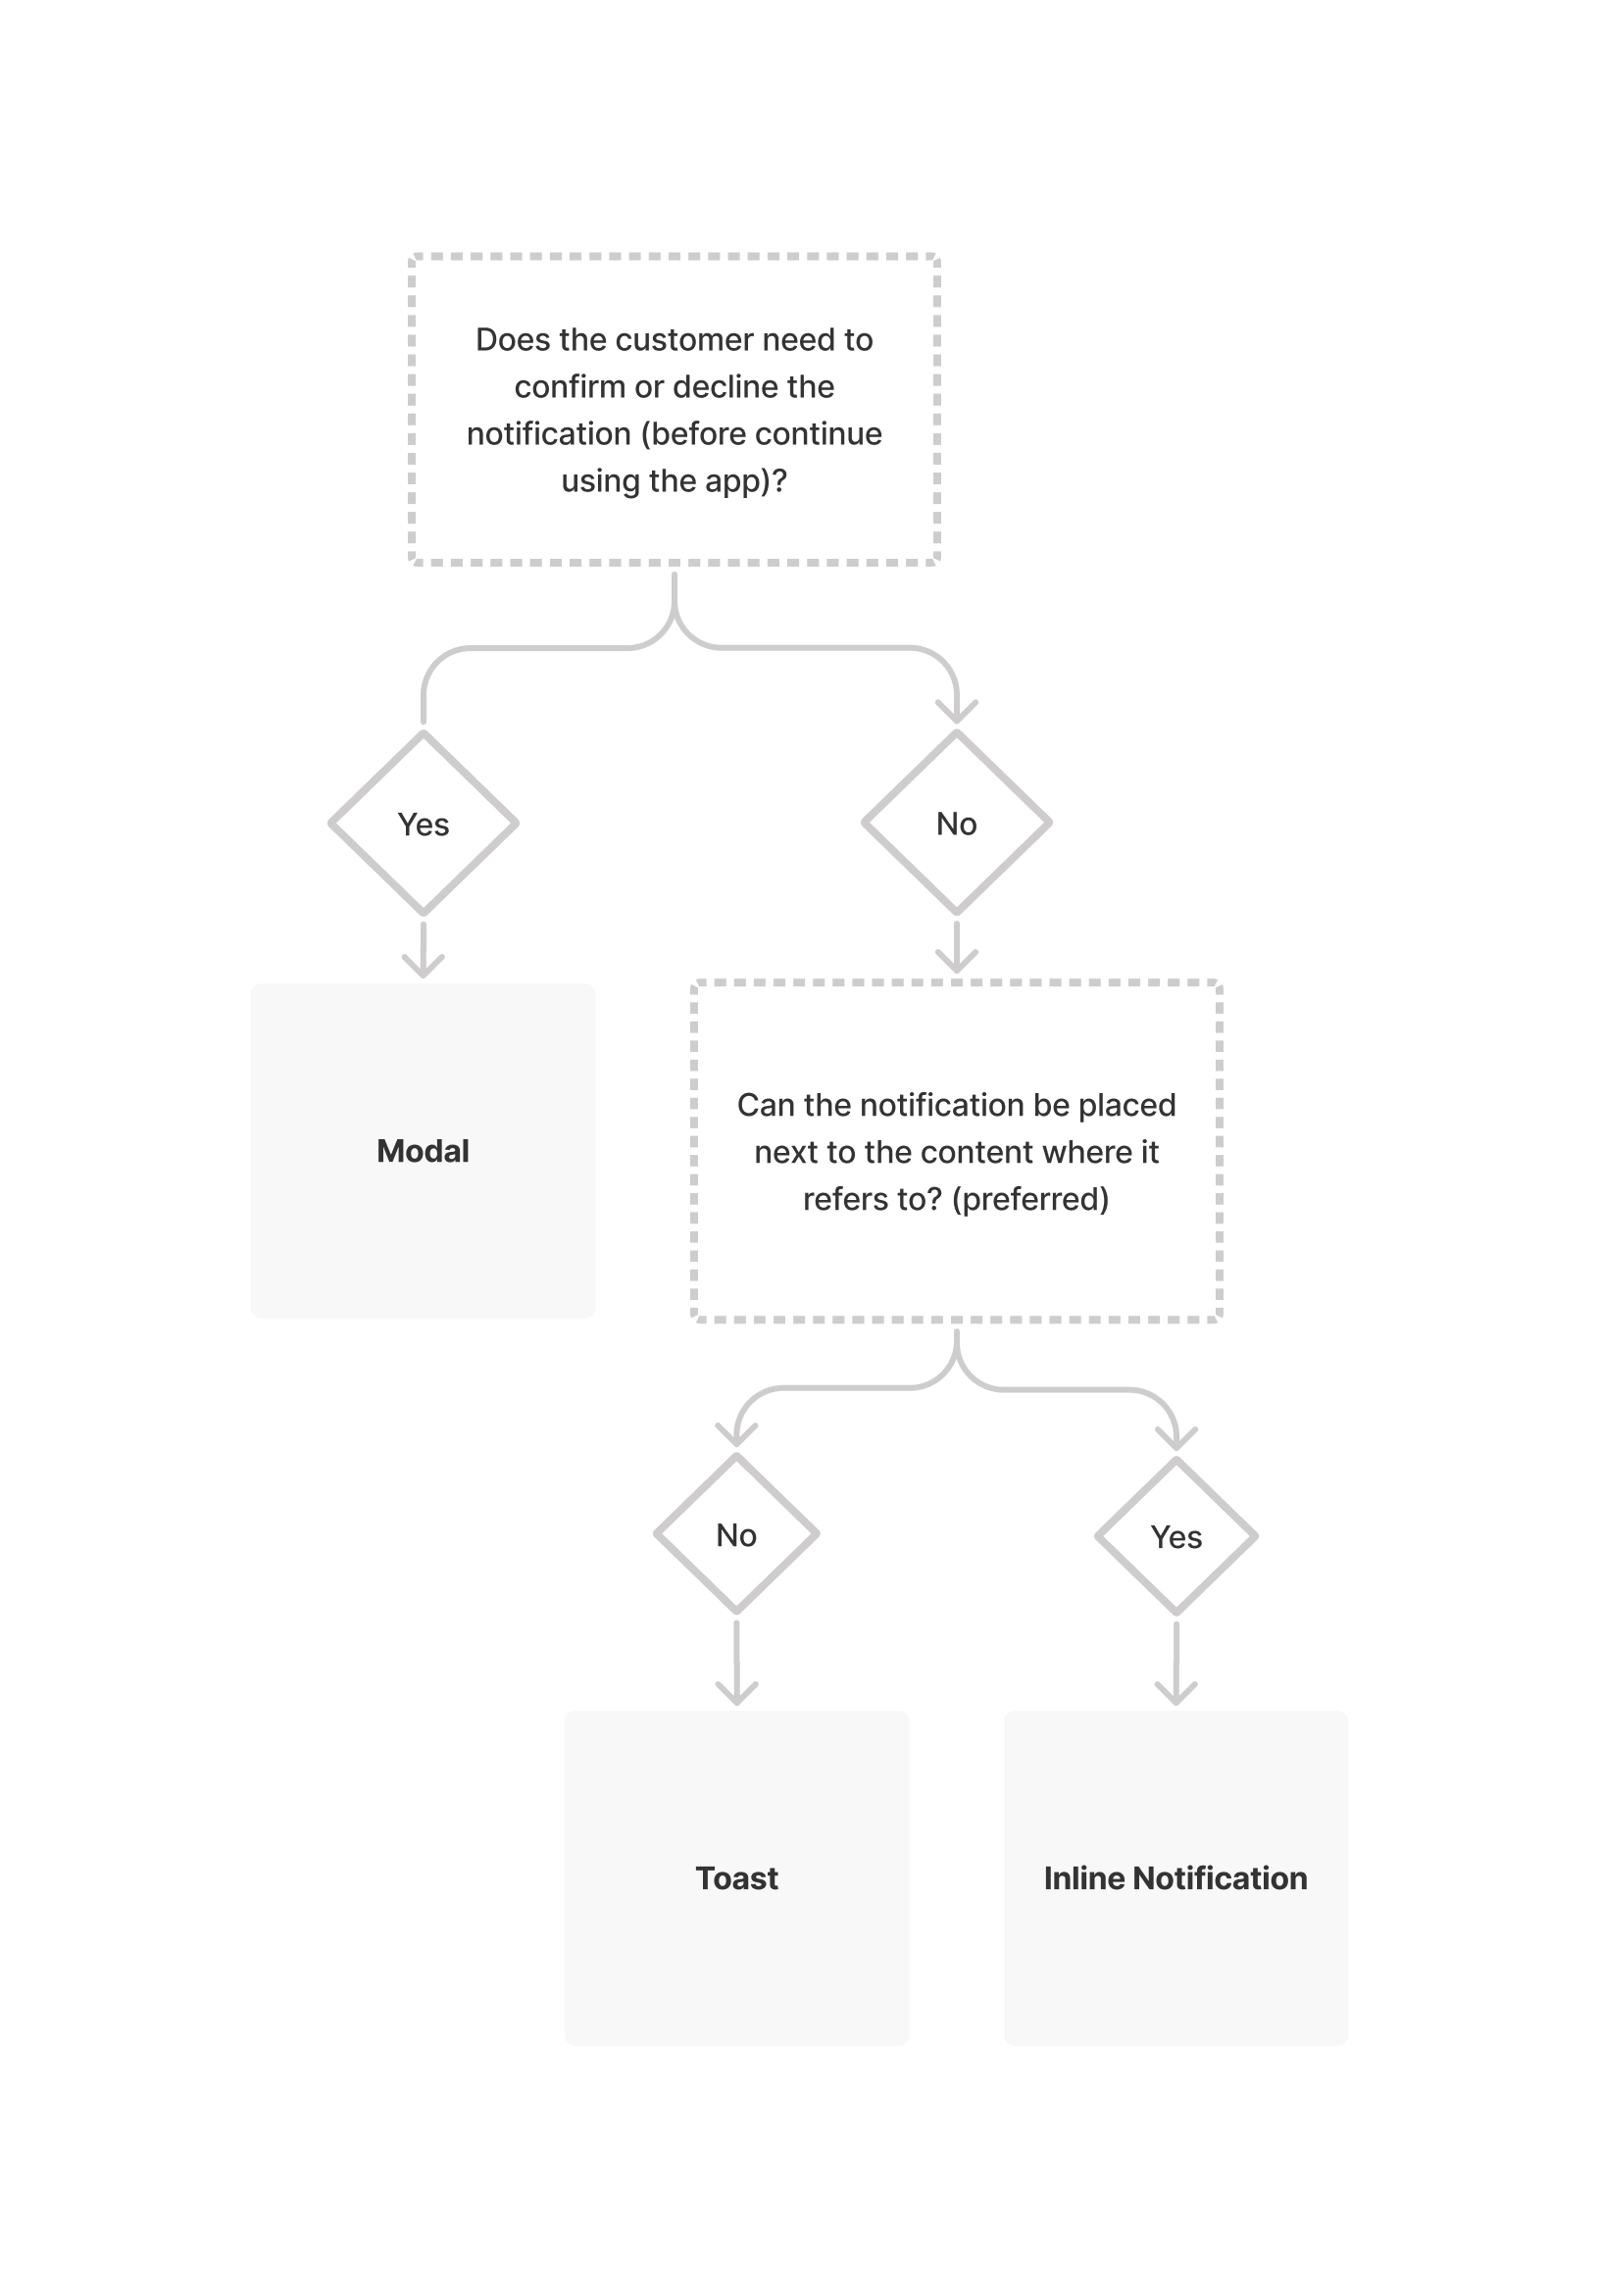 Does the customer need to
confirm or decline the
notification (before continue
using the app)?
Yes
No
Modal
Can the notification be placed
next to the content where it
refers to? (preferred)
No
Yes
Toast
Inline Notification